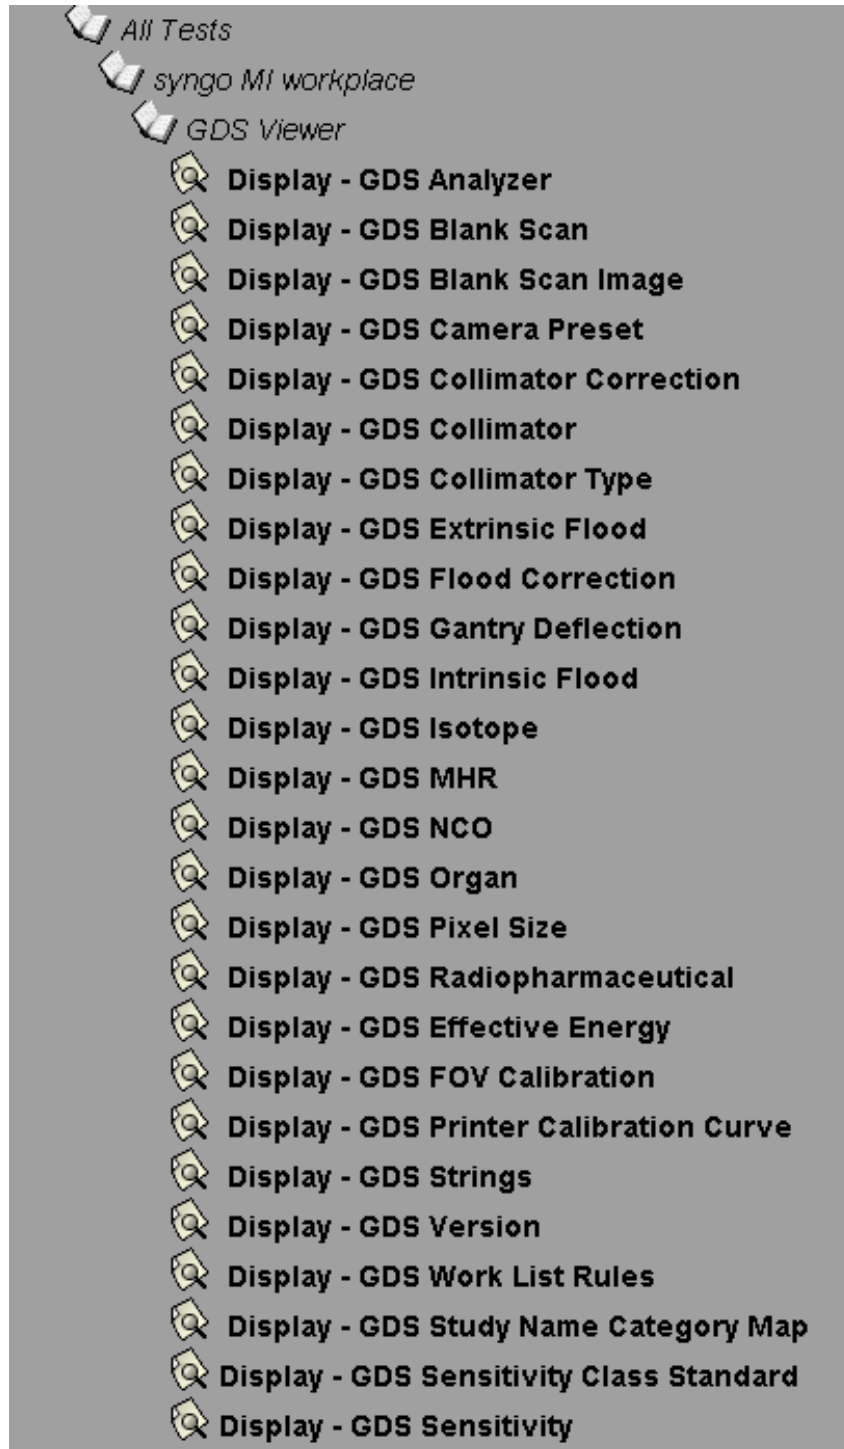 All Tests
syngo MI workplace
GDS Viewer
Display - GDS Analyzer
Display - GDS Blank Scan
Display - GDS Blank Scan Image
Display - GDS Camera Preset
Display - GDS Collimator Correction
Display - GDS Collimator
Display - GDS Collimator Type
Display - GDS Extrinsic Flood
Display - GDS Flood Correction
Display - GDS Gantry Deflection
Display - GDS Intrinsic Flood
Display - GDS Isotope
Display - GDS MHR
Display - GDS NCO
Display - GDS Organ
Display - GDS Pixel Size
Display - GDS Radiopharmaceutical
Display - GDS Effective Energy
Display - GDS FOV Calibration
Display - GDS Printer Calibration Curve
Display - GDS Strings
Display - GDS Version
Display - GDS Work List Rules
Display - GDS Study Name Category Map
Display - GDS Sensitivity Class Standard
Display - GDS Sensitivity